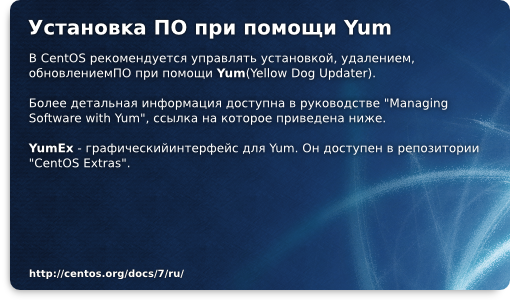 Установка ПО при помощи Yum
В CentOS рекомендуется управлять установкой, удалением,
обновлениемПО при помощи Yum(Yellow Dog Updater).
Более детальная информация доступна в руководстве "Managing
Software with Yum", ссылка на которое приведена ниже.
YumEx - графическийинтерфейс для Yum. Он доступен в репозитории
"CentOS Extras".
http://centos.org/docs/7/ru/